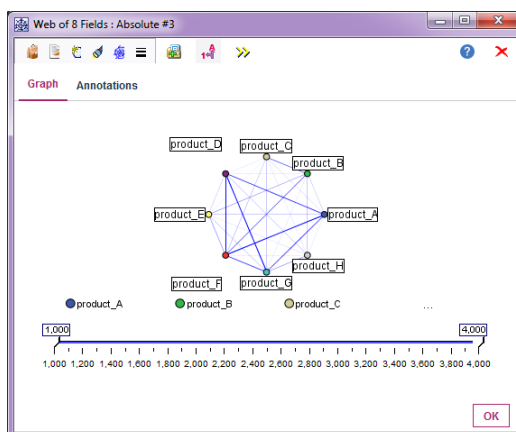 Web of 8 Fields : Absolute #3
Graph Annotations
product_C
product_D
product_B
product_E
product_A
product_H
product_F
product_G
product_A product_B product_C ...
1,000 4,000
1,000 1,200 1,400 1,600 1,800 2,000 2,200 2,400 2,600 2,800 3,000 3,200 3,400 3,600 3,800 4,000
OK